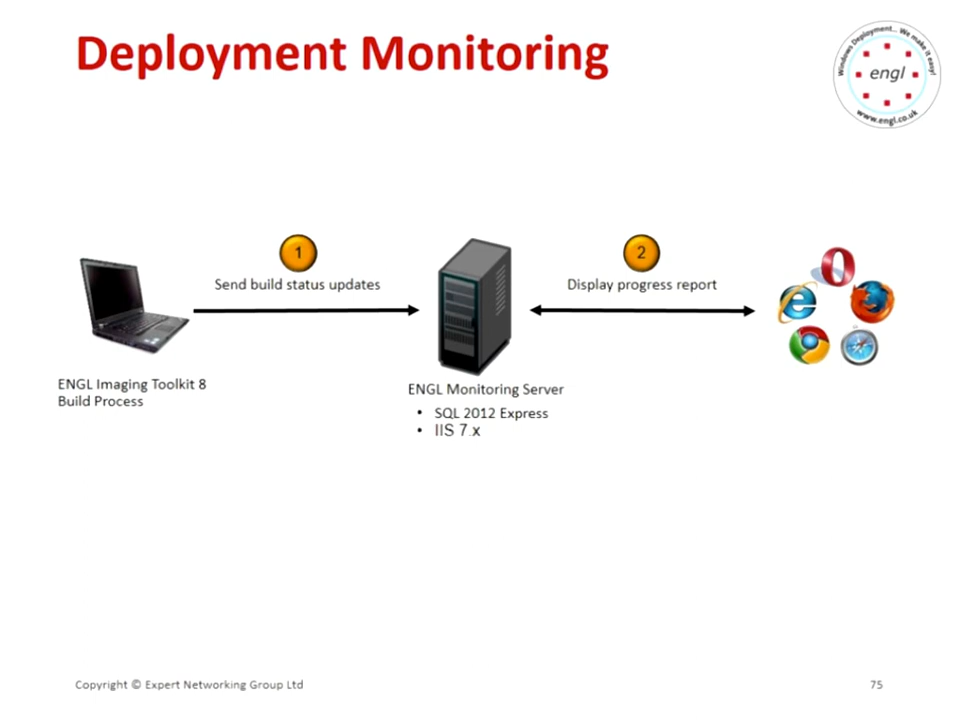 Deployment Monitoring
Windows Deployment... We make it easy!
engl
www.engl.co.uk
1
Send build status updates
2
Display progress report
ENGL Imaging Toolkit 8
Build Process
ENGL Monitoring Server
• SQL 2012 Express
• IIS 7.x
Copyright © Expert Networking Group Ltd
75